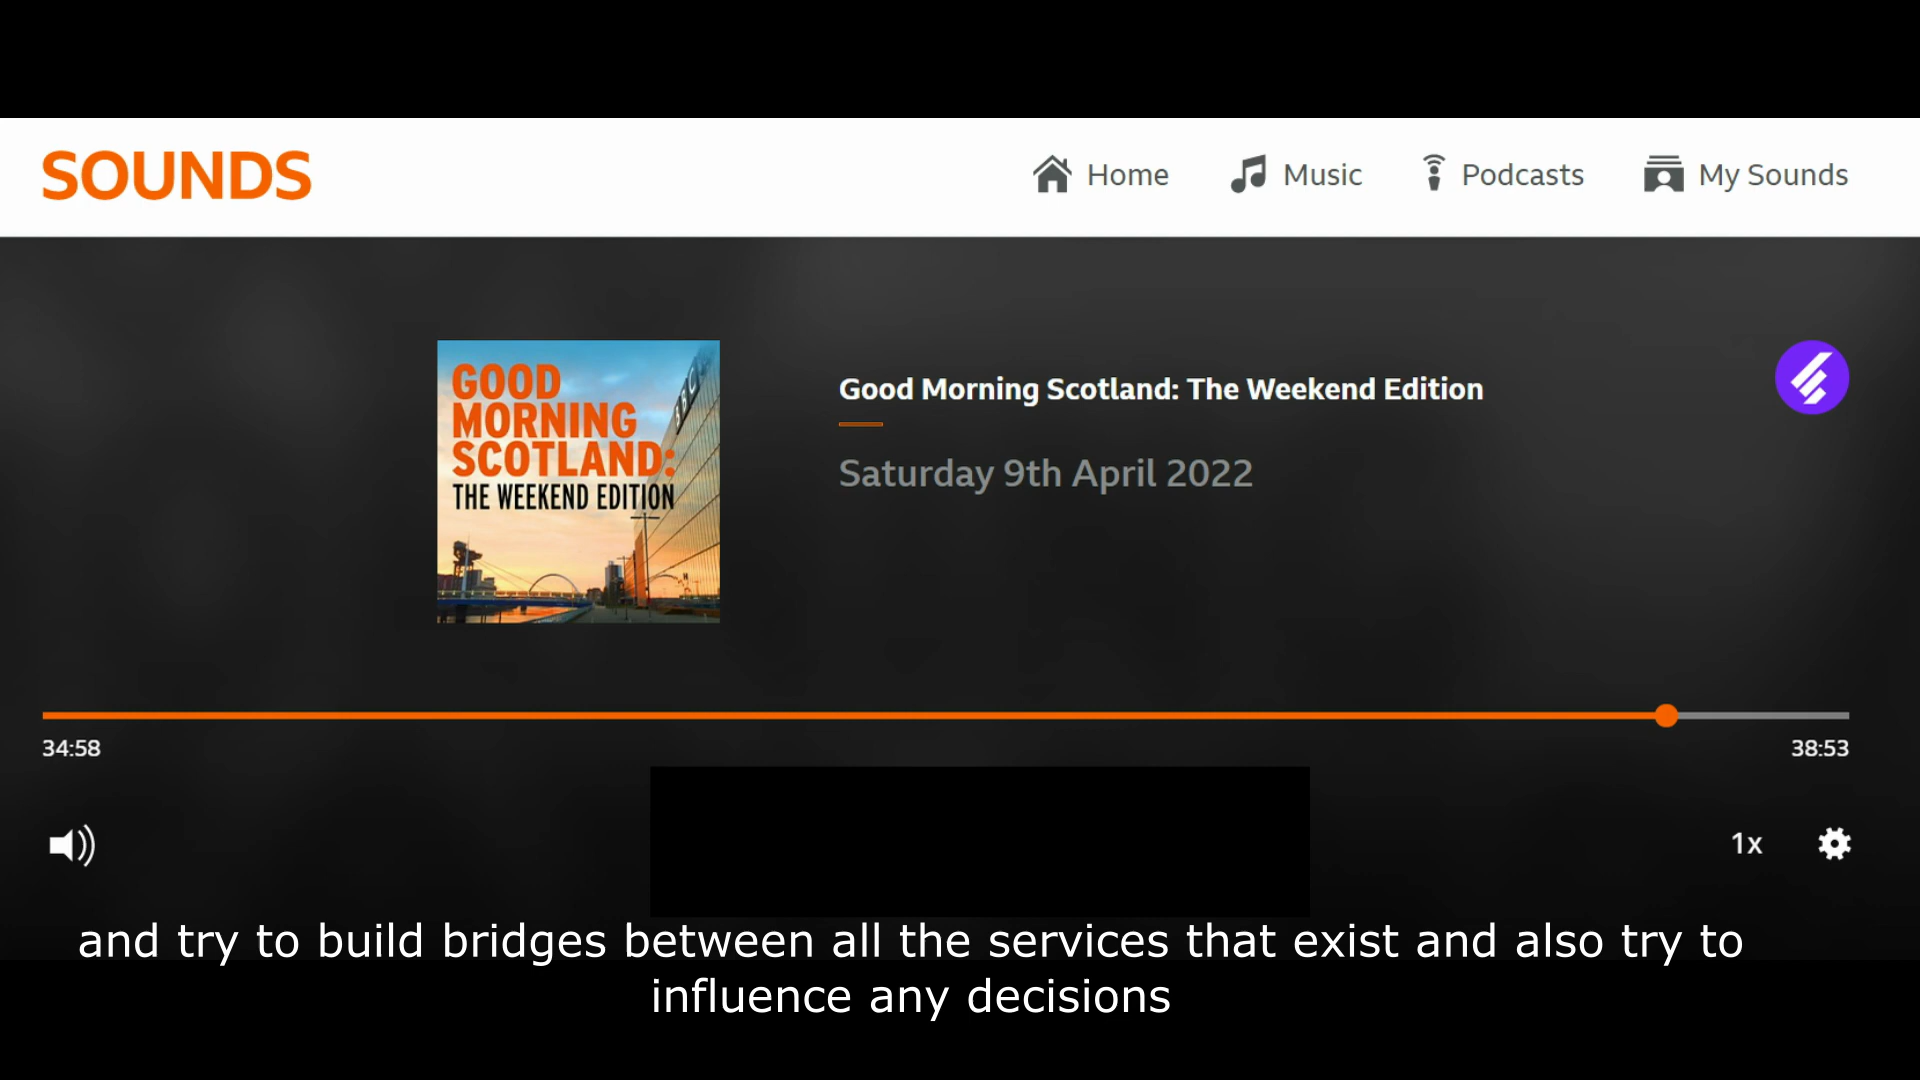 SOUNDS
Home
Music
Podcasts
My Sounds
GOOD
MORNING
SCOTLAND:
THE WEEKEND EDITION
BBC
Good Morning Scotland: The Weekend Edition
Saturday 9th April 2022
34:58
38:53
1x
and try to build bridges between all the services that exist and also try to
influence any decisions